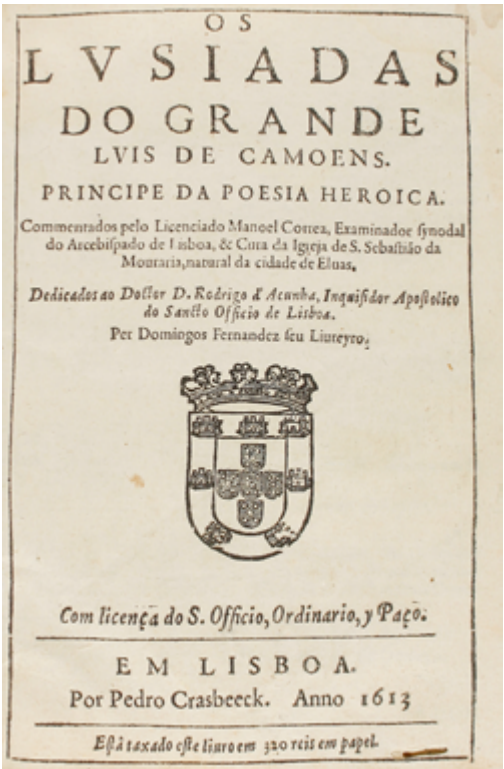 OS
LVSIADAS
DO GRANDE
LVIS DE CAMOENS.
PRINCIPE DA POESIA HEROICA.
Commentados pelo Licenciado Manoel Correa, Examinador ſynodal
do Arcebiſpado de Lisboa, & Cura da Igreja de S. Sebaſtião da
Mouraria, natural da cidade de Eluas.
Dedicados ao Doctor D. Rodrigo d'Acunha, Inquiſidor Apoſtolico
do Sancto Officio de Lisboa.
Per Domingos Fernandez ſeu Liureyro.
Com licença do S. Officio, Ordinario, y Paço.
EM LISBOA.
Por Pedro Crasbeeck. Anno 1613
Eſtà taxado eſte liuro em 320 reis em papel.